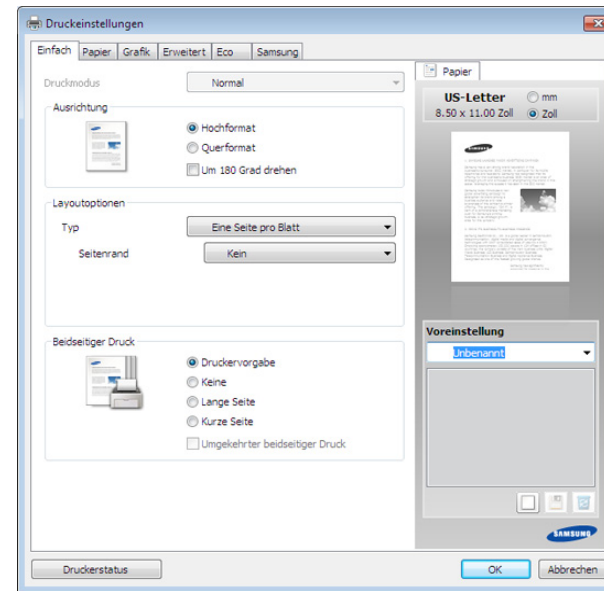 Druckeinstellungen
Einfach Papier Grafik Erweitert Eco Samsung
Druckmodus Normal
Ausrichtung
Hochformat
Querformat
Um 180 Grad drehen
Layoutoptionen
Typ Eine Seite pro Blatt
Seitenrand Kein
Beidseitiger Druck
Druckervorgabe
Keine
Lange Seite
Kurze Seite
Umgekehrter beidseitiger Druck
Papier
US-Letter mm
8.50 x 11.00 Zoll Zoll
SAMSUNG
Voreinstellung
Unbenannt
SAMSUNG
Druckerstatus OK Abbrechen